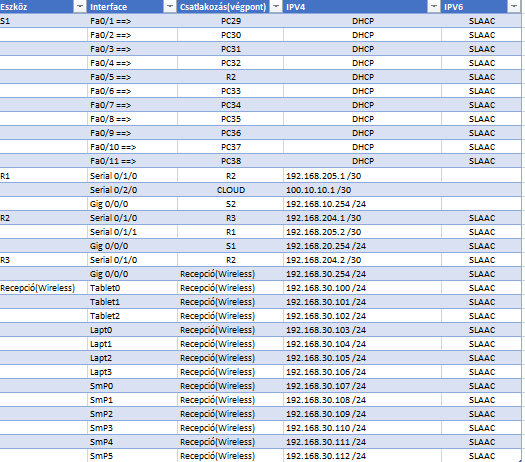 Eszköz Interface Csatlakozás(végpont) IPV4 IPV6
S1 Fa0/1 ==> PC29 DHCP SLAAC
Fa0/2 ==> PC30 DHCP SLAAC
Fa0/3 ==> PC31 DHCP SLAAC
Fa0/4 ==> PC32 DHCP SLAAC
Fa0/5 ==> R2 DHCP SLAAC
Fa0/6 ==> PC33 DHCP SLAAC
Fa0/7 ==> PC34 DHCP SLAAC
Fa0/8 ==> PC35 DHCP SLAAC
Fa0/9 ==> PC36 DHCP SLAAC
Fa0/10 ==> PC37 DHCP SLAAC
Fa0/11 ==> PC38 DHCP SLAAC
R1 Serial 0/1/0 R2 192.168.205.1 /30
Serial 0/2/0 CLOUD 100.10.10.1 /30
Gig 0/0/0 S2 192.168.10.254 /24
R2 Serial 0/1/0 R3 192.168.204.1 /30 SLAAC
Serial 0/1/1 R1 192.168.205.2 /30 SLAAC
Gig 0/0/0 S1 192.168.20.254 /24 SLAAC
R3 Serial 0/1/0 R2 192.168.204.2 /30 SLAAC
Gig 0/0/0 Recepció(Wireless) 192.168.30.254 /24 SLAAC
Recepció(Wireless) Tablet0 Recepció(Wireless) 192.168.30.100 /24 SLAAC
Tablet1 Recepció(Wireless) 192.168.30.101 /24 SLAAC
Tablet2 Recepció(Wireless) 192.168.30.102 /24 SLAAC
Lapt0 Recepció(Wireless) 192.168.30.103 /24 SLAAC
Lapt1 Recepció(Wireless) 192.168.30.104 /24 SLAAC
Lapt2 Recepció(Wireless) 192.168.30.105 /24 SLAAC
Lapt3 Recepció(Wireless) 192.168.30.106 /24 SLAAC
SmP0 Recepció(Wireless) 192.168.30.107 /24 SLAAC
SmP1 Recepció(Wireless) 192.168.30.108 /24 SLAAC
SmP2 Recepció(Wireless) 192.168.30.109 /24 SLAAC
SmP3 Recepció(Wireless) 192.168.30.110 /24 SLAAC
SmP4 Recepció(Wireless) 192.168.30.111 /24 SLAAC
SmP5 Recepció(Wireless) 192.168.30.112 /24 SLAAC